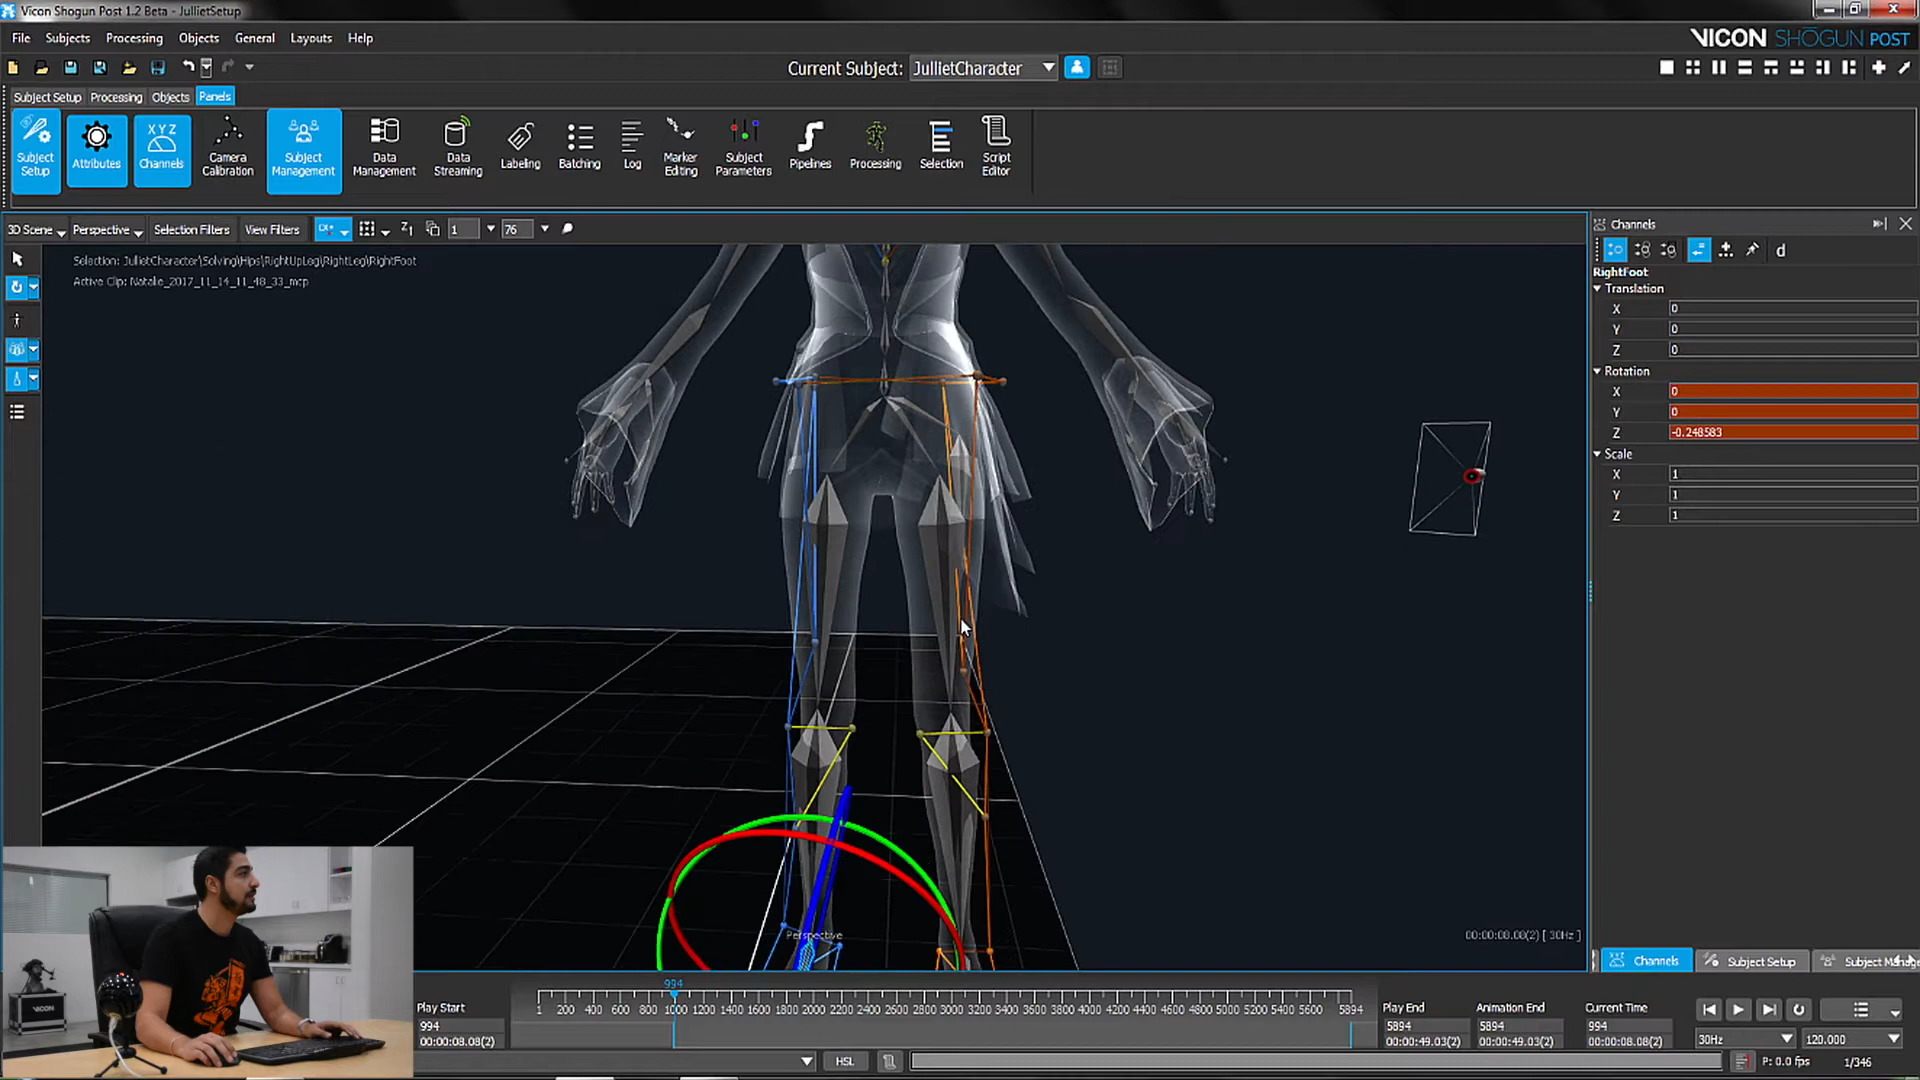 Vicon Shogun Post 1.2 Beta - JullietSetup
File Subjects Processing Objects General Layouts Help
VICON SHŌGUN POST
Current Subject: JullietCharacter
Subject Setup Processing Objects Panels
Subject Setup
Attributes
XYZ Channels
Camera Calibration
Subject Management
Data Management
Data Streaming
Labeling
Batching
Log
Marker Editing
Subject Parameters
Pipelines
Processing
Selection
Script Editor
3D Scene Perspective Selection Filters View Filters 1 76
Selection: JullietCharacter\Solving\Hips\RightUpLeg\RightLeg\RightFoot
Active Clip: Natalie_2017_11_14_11_48_33_mcp
Channels
d
RightFoot
Translation
X 0
Y 0
Z 0
Rotation
X 0
Y 0
Z -0.248583
Scale
X 1
Y 1
Z 1
Perspective
00:00:08.08(2) [ 30Hz ]
Channels Subject Setup
VICON
994
Play Start
994
00:00:08.08(2)
1 200 400 600 800 1000 1200 1400 1600 1800 2000 2200 2400 2600 2800 3000 3200 3400 3600 3800 4000 4200 4400 4600 4800 5000 5200 5400 5600
Play End
5894
00:00:49.03(2)
Animation End
5894
00:00:49.03(2)
Current Time
994
00:00:08.08(2)
30Hz 120.000
HSL
P: 0.0 fps 1/346